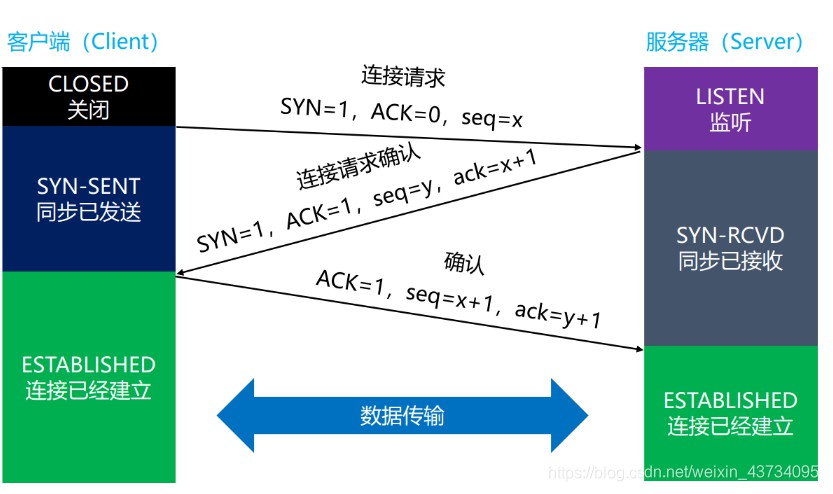 客户端（Client）
服务器（Server）
CLOSED
关闭
连接请求
SYN=1，ACK=0，seq=x
LISTEN
监听
SYN-SENT
同步已发送
连接请求确认
SYN=1，ACK=1，seq=y，ack=x+1
SYN-RCVD
同步已接收
确认
ACK=1，seq=x+1，ack=y+1
ESTABLISHED
连接已经建立
数据传输
ESTABLISHED
连接已经建立
https://blog.csdn.net/weixin_43734095